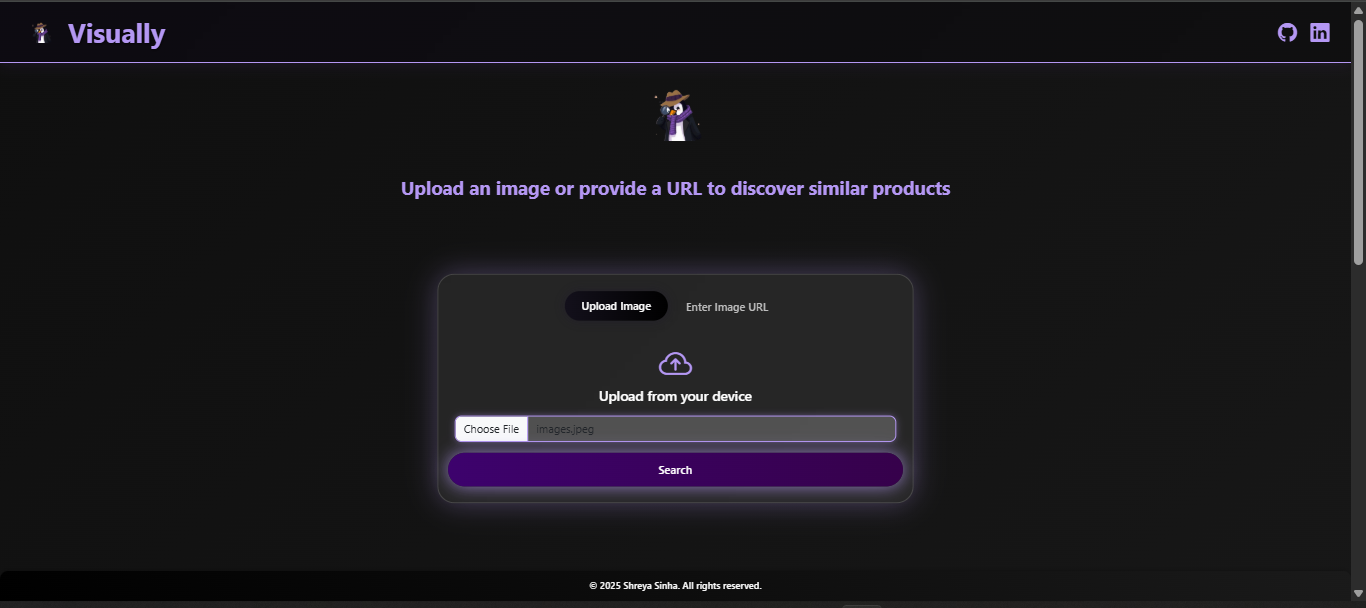 Visually
Upload an image or provide a URL to discover similar products
Upload Image Enter Image URL
Upload from your device
Choose File images.jpeg
Search
© 2025 Shreya Sinha. All rights reserved.